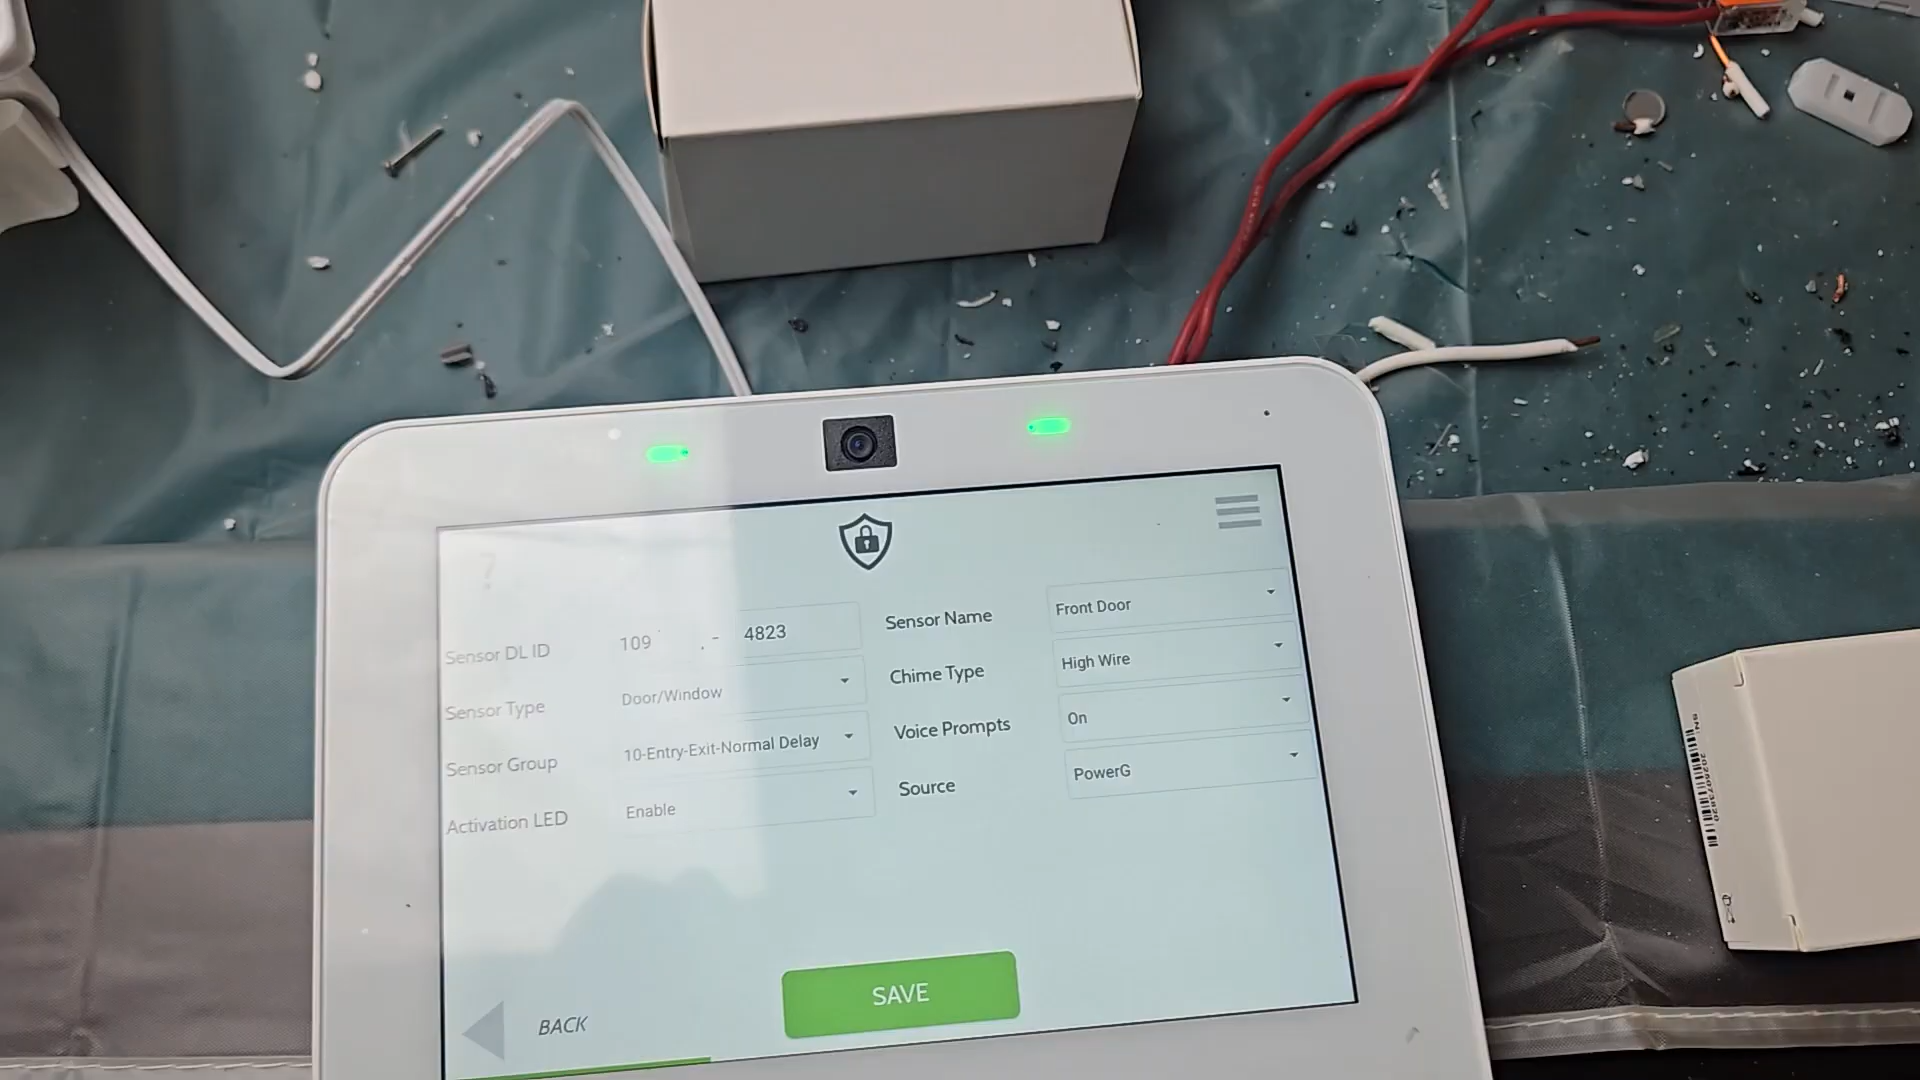 ?
Sensor DL ID 109 - 4823
Sensor Type Door/Window
Sensor Group 10-Entry-Exit-Normal Delay
Activation LED Enable
Sensor Name Front Door
Chime Type High Wire
Voice Prompts On
Source PowerG
BACK
SAVE